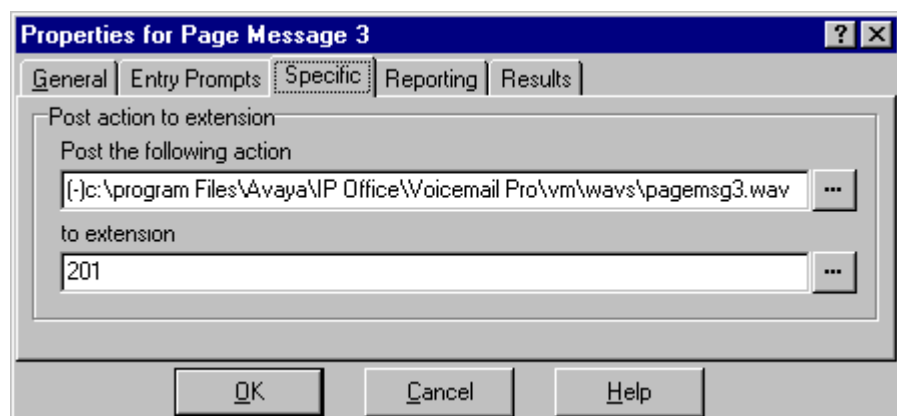 Properties for Page Message 3
General Entry Prompts Specific Reporting Results
Post action to extension
Post the following action
(-)c:\program Files\Avaya\IP Office\Voicemail Pro\vm\wavs\pagemsg3.wav ...
to extension
201 ...
OK Cancel Help